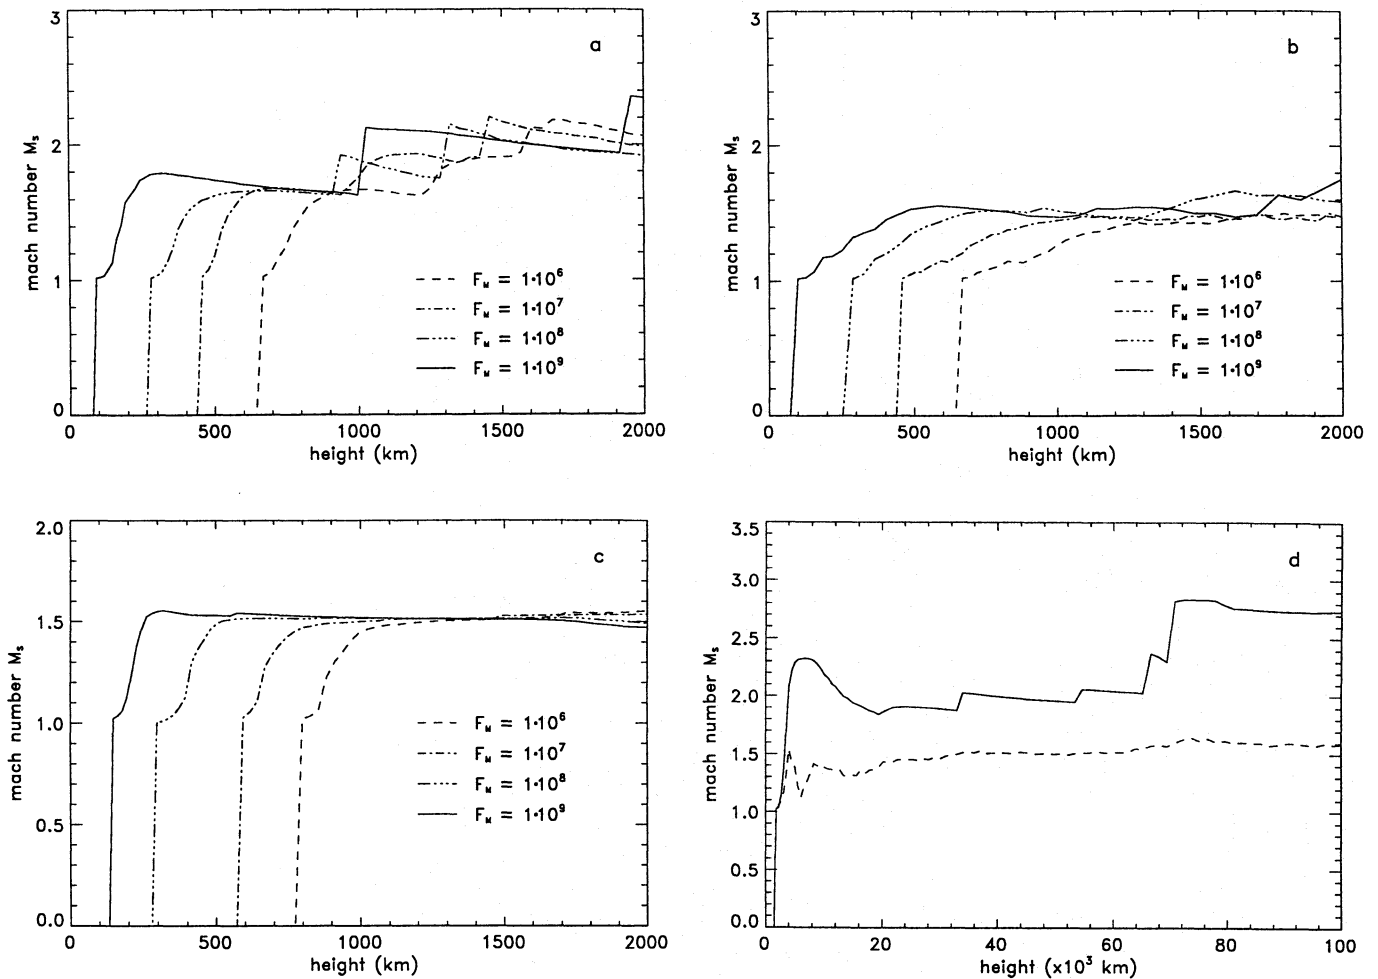 a
3
2
1
0
mach number Mₛ
F_M = 1·10⁶
F_M = 1·10⁷
F_M = 1·10⁸
F_M = 1·10⁹
0 500 1000 1500 2000
height (km)
b
3
2
1
0
mach number Mₛ
F_M = 1·10⁶
F_M = 1·10⁷
F_M = 1·10⁸
F_M = 1·10⁹
0 500 1000 1500 2000
height (km)
c
2.0
1.5
1.0
0.5
0.0
mach number Mₛ
F_M = 1·10⁶
F_M = 1·10⁷
F_M = 1·10⁸
F_M = 1·10⁹
0 500 1000 1500 2000
height (km)
d
3.5
3.0
2.5
2.0
1.5
1.0
0.5
0.0
mach number Mₛ
0 20 40 60 80 100
height (x10³ km)